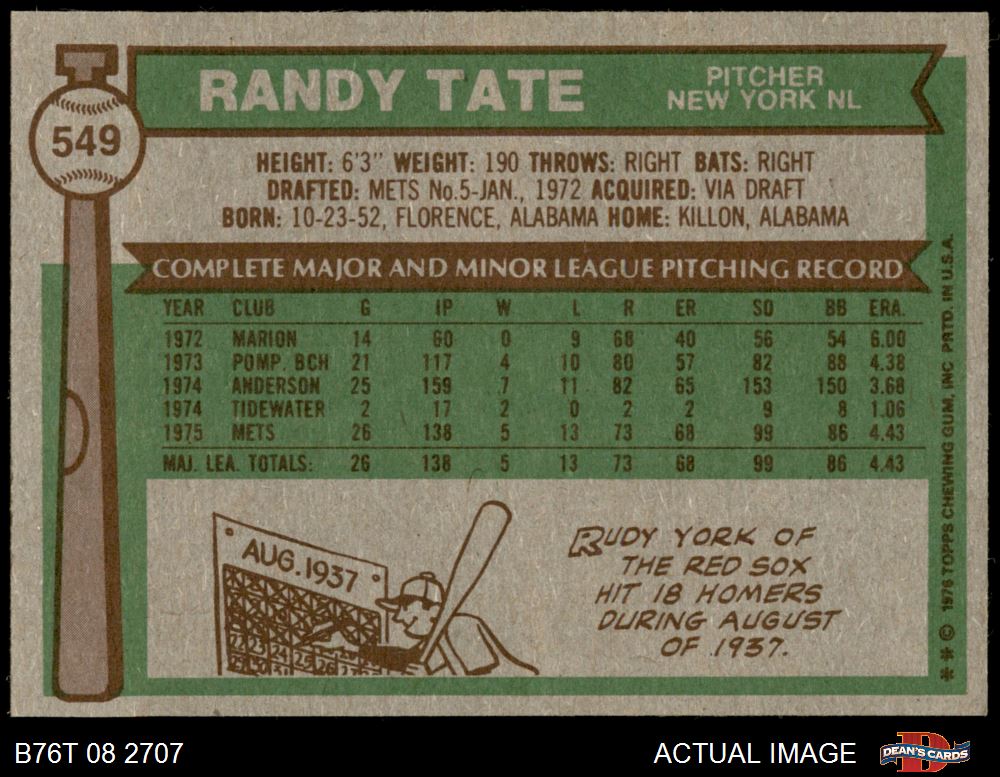 RANDY TATE
PITCHER
NEW YORK NL
549
HEIGHT: 6'3" WEIGHT: 190 THROWS: RIGHT BATS: RIGHT
DRAFTED: METS No.5-JAN., 1972 ACQUIRED: VIA DRAFT
BORN: 10-23-52, FLORENCE, ALABAMA HOME: KILLON, ALABAMA
COMPLETE MAJOR AND MINOR LEAGUE PITCHING RECORD
YEAR CLUB G IP W L R ER SO BB ERA.
1972 MARION 14 60 0 9 68 40 56 54 6.00
1973 POMP. BCH 21 117 4 10 80 57 82 88 4.38
1974 ANDERSON 25 159 7 11 82 65 153 150 3.68
1974 TIDEWATER 2 17 2 0 2 2 9 8 1.06
1975 METS 26 138 5 13 73 68 99 86 4.43
MAJ. LEA. TOTALS: 26 138 5 13 73 68 99 86 4.43
AUG. 1937
22 23 24 25 26
RUDY YORK OF
THE RED SOX
HIT 18 HOMERS
DURING AUGUST
OF 1937.
** © 1976 TOPPS CHEWING GUM, INC PRTD. IN U.S.A.
B76T 08 2707
ACTUAL IMAGE
DEAN'S CARDS